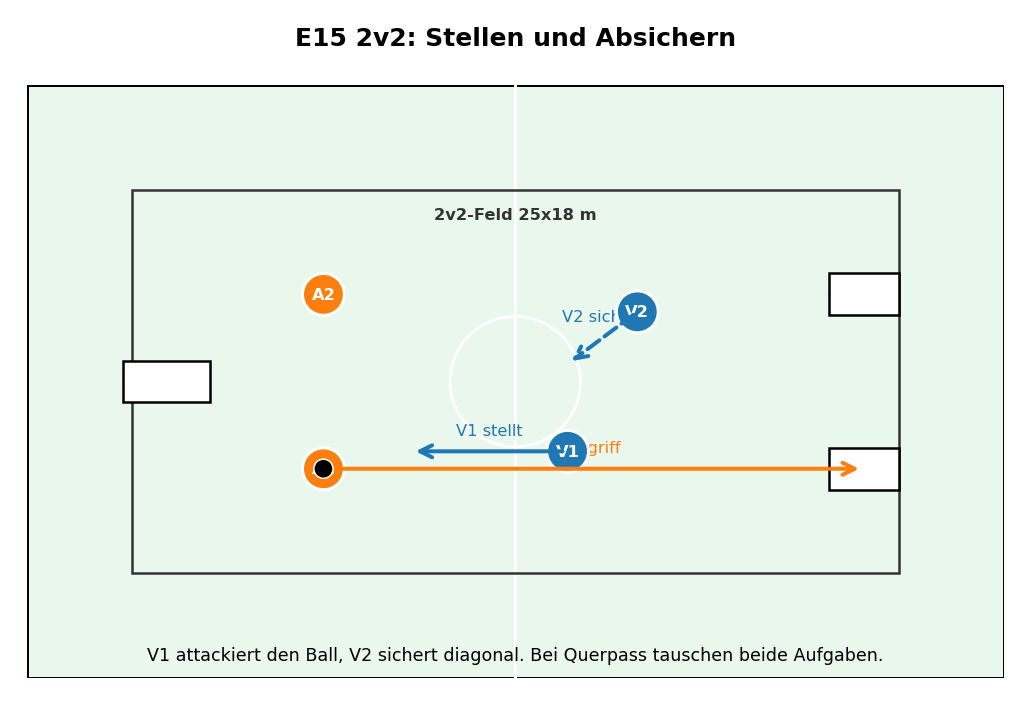 E15 2v2: Stellen und Absichern
2v2-Feld 25x18 m
A2
V2
V2
V1 stellt
V1
V1 attackiert den Ball, V2 sichert diagonal. Bei Querpass tauschen beide Aufgaben.